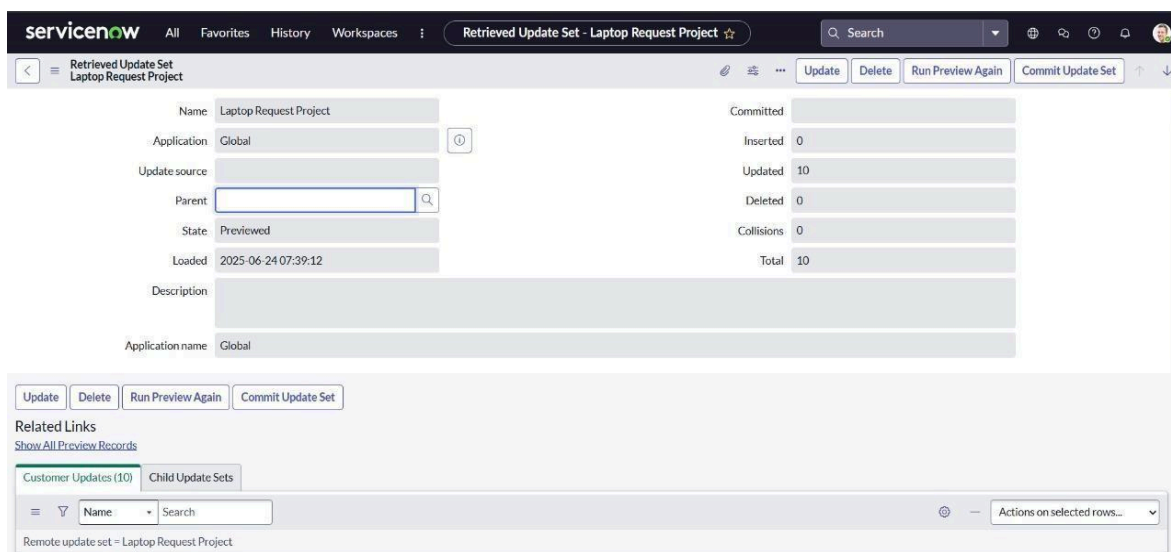 servicenow All Favorites History Workspaces Retrieved Update Set - Laptop Request Project Search
Retrieved Update Set
Laptop Request Project
Update Delete Run Preview Again Commit Update Set
Name Laptop Request Project Committed
Application Global Inserted 0
Update source Updated 10
Parent Deleted 0
State Previewed Collisions 0
Loaded 2025-06-24 07:39:12 Total 10
Description
Application name Global
Update Delete Run Preview Again Commit Update Set
Related Links
Show All Preview Records
Customer Updates (10) Child Update Sets
Name Search Actions on selected rows...
Remote update set = Laptop Request Project